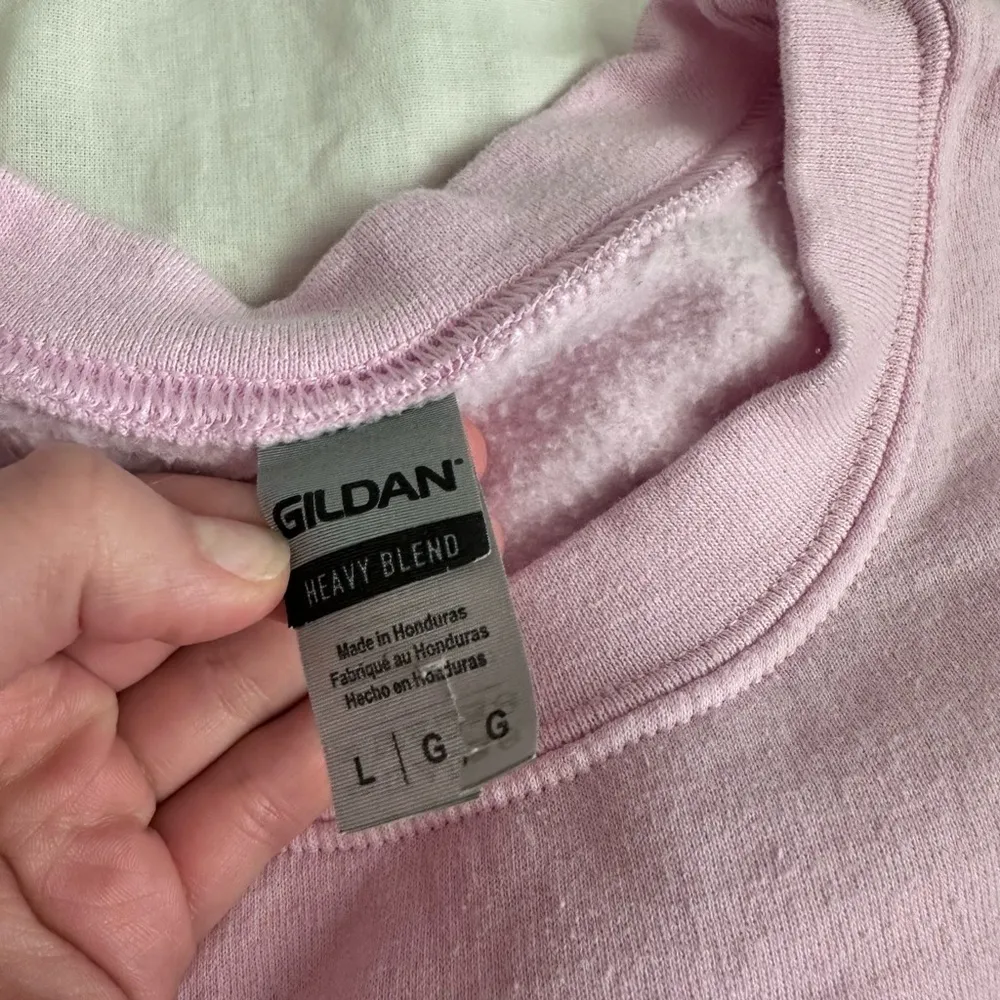 GILDAN
HEAVY BLEND
Made in Honduras
Fabriqué au Honduras
Hecho en Honduras
L | G G